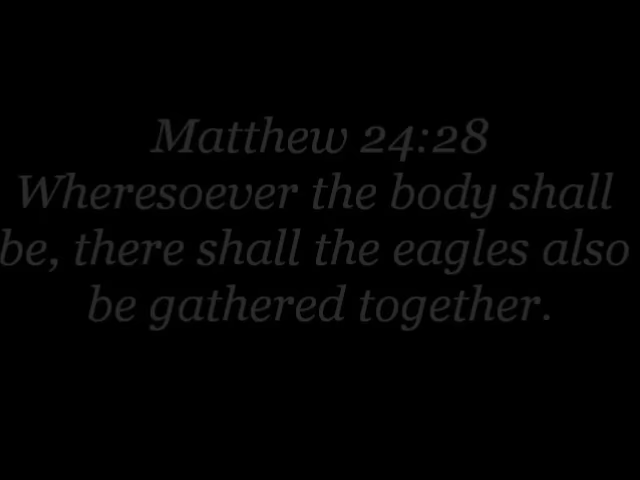 Matthew 24:28
Wheresoever the body shall
be, there shall the eagles also
be gathered together.